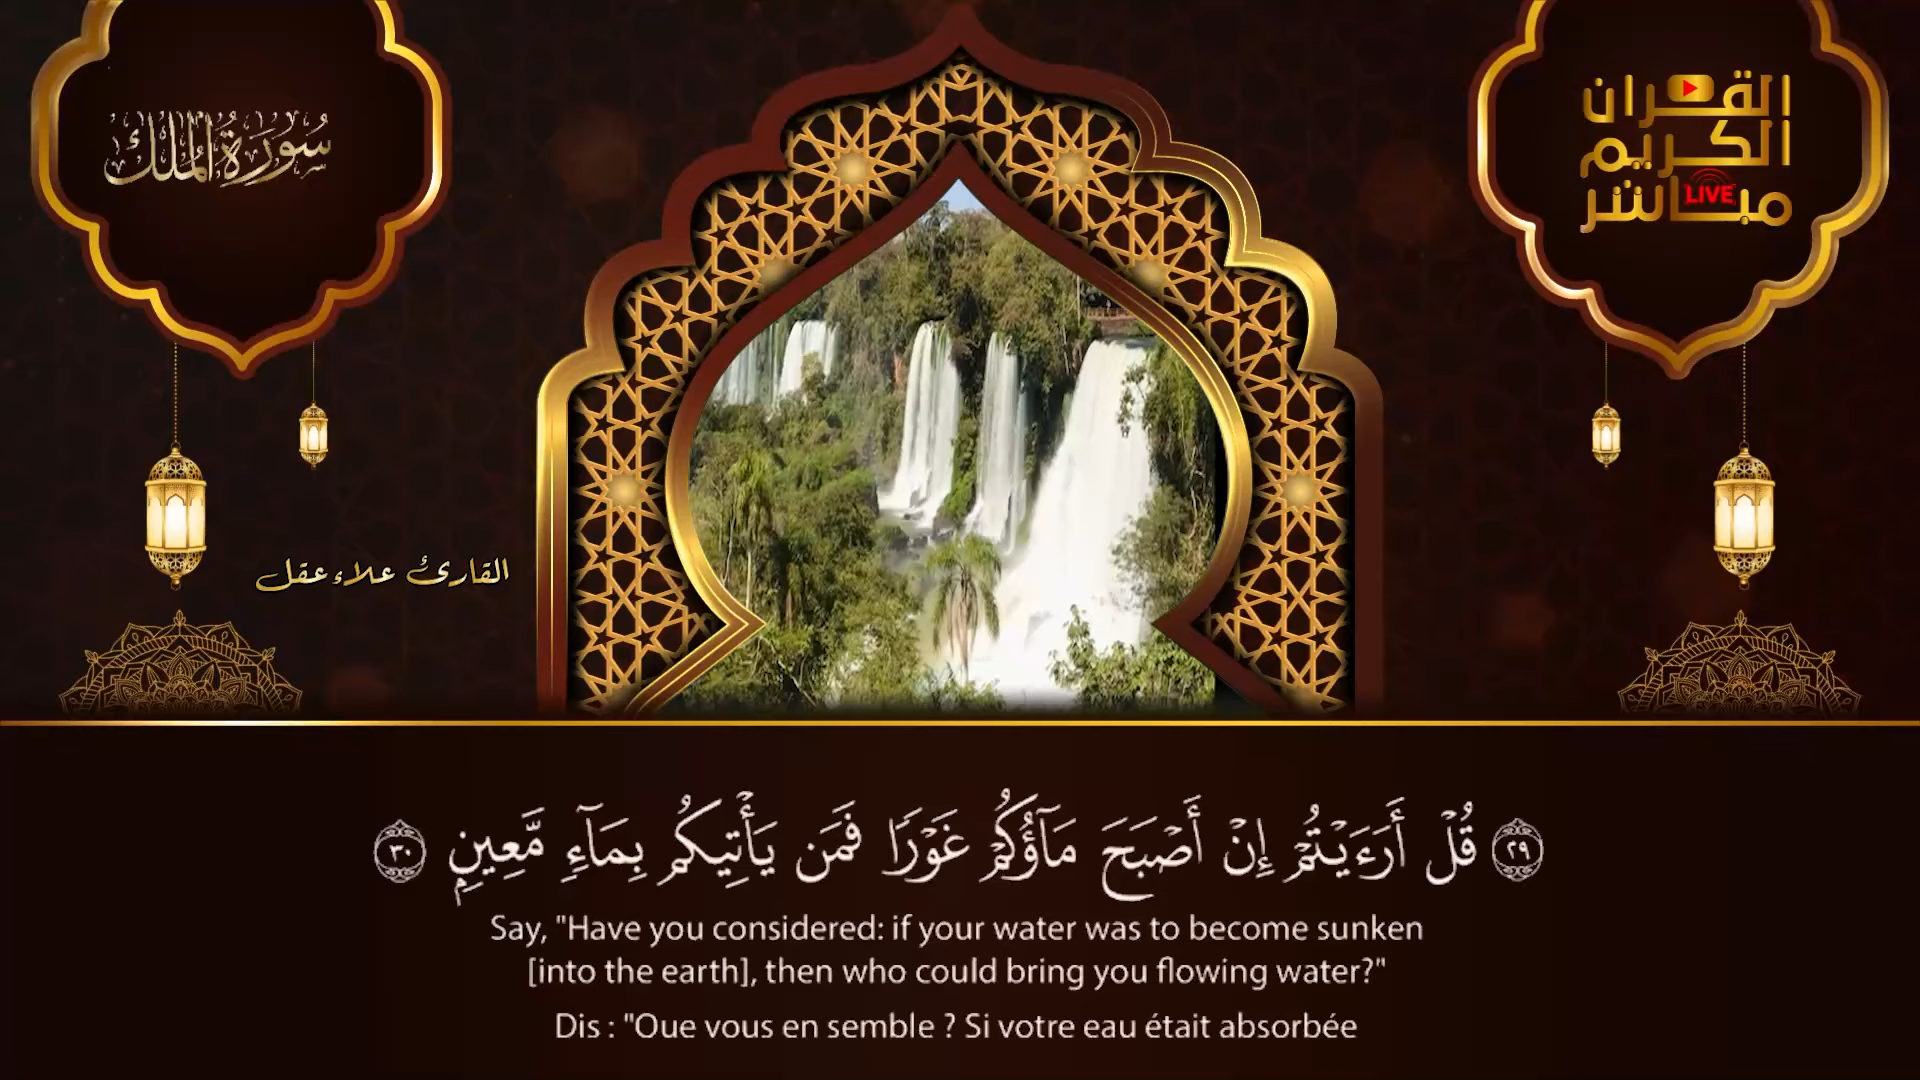 سُورَةُ المُلك
القرآن
الكريم
مباشر
LIVE
القارئ علاء عقل
٢٩ قُلْ أَرَءَيْتُمْ إِنْ أَصْبَحَ مَآؤُكُمْ غَوْرًا فَمَن يَأْتِيكُم بِمَآءٍ مَّعِينٍۭ ٣٠
Say, "Have you considered: if your water was to become sunken
[into the earth], then who could bring you flowing water?"
Dis : "Que vous en semble ? Si votre eau était absorbée